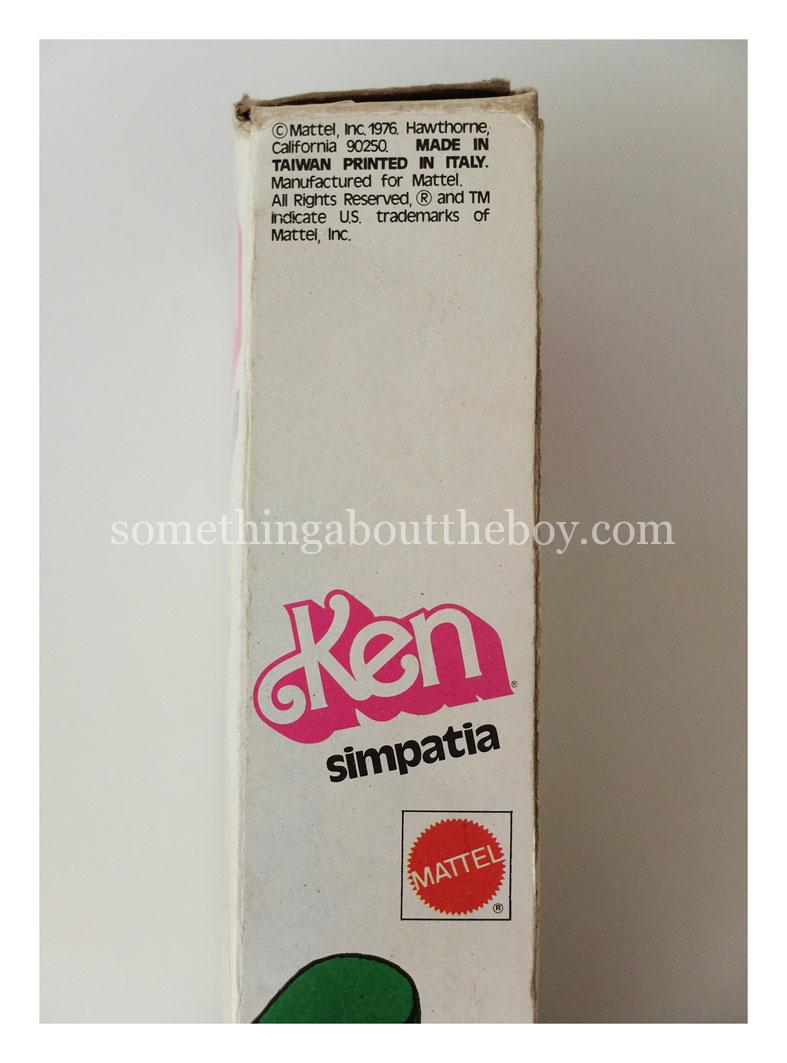 ©Mattel, Inc. 1976. Hawthorne,
California 90250. MADE IN
TAIWAN PRINTED IN ITALY.
Manufactured for Mattel.
All Rights Reserved, ® and TM
indicate U.S. trademarks of
Mattel, Inc.
somethingabouttheboy.com
Ken®
simpatia
MATTEL
®